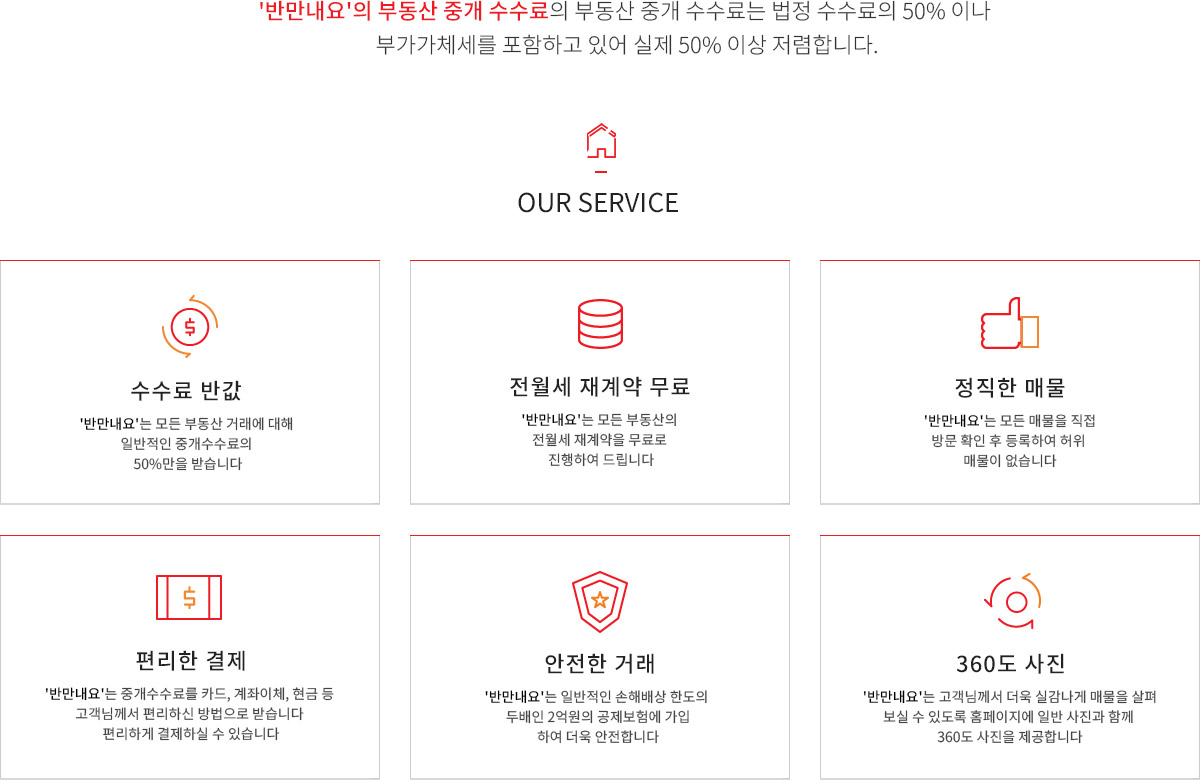 '반만내요'의 부동산 중개 수수료의 부동산 중개 수수료는 법정 수수료의 50% 이나
부가가체세를 포함하고 있어 실제 50% 이상 저렴합니다.
OUR SERVICE
수수료 반값
'반만내요'는 모든 부동산 거래에 대해
일반적인 중개수수료의
50%만을 받습니다
전월세 재계약 무료
'반만내요'는 모든 부동산의
전월세 재계약을 무료로
진행하여 드립니다
정직한 매물
'반만내요'는 모든 매물을 직접
방문 확인 후 등록하여 허위
매물이 없습니다
편리한 결제
'반만내요'는 중개수수료를 카드, 계좌이체, 현금 등
고객님께서 편리하신 방법으로 받습니다
편리하게 결제하실 수 있습니다
안전한 거래
'반만내요'는 일반적인 손해배상 한도의
두배인 2억원의 공제보험에 가입
하여 더욱 안전합니다
360도 사진
'반만내요'는 고객님께서 더욱 실감나게 매물을 살펴
보실 수 있도록 홈페이지에 일반 사진과 함께
360도 사진을 제공합니다